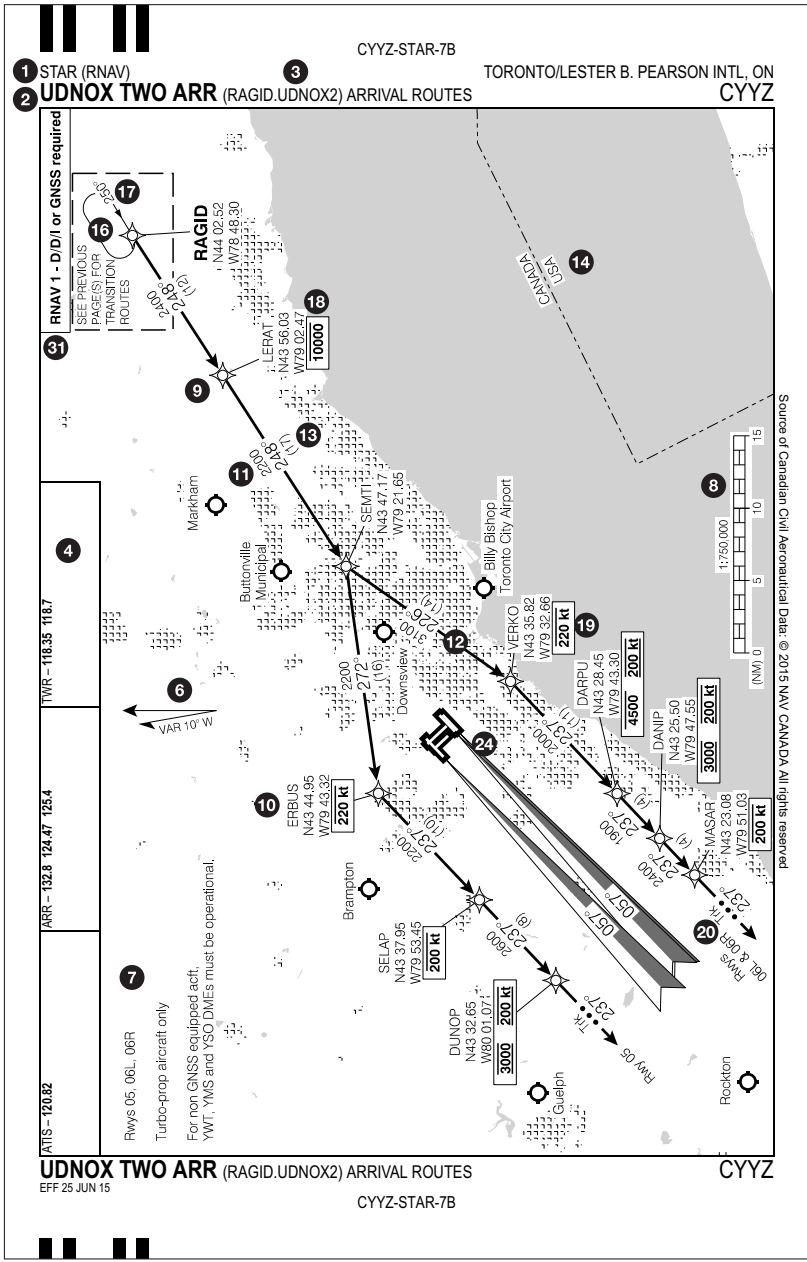 CYYZ-STAR-7B
1 STAR (RNAV)
3
TORONTO/LESTER B. PEARSON INTL, ON
2 UDNOX TWO ARR (RAGID.UDNOX2) ARRIVAL ROUTES
CYYZ
RNAV 1 - D/D/I or GNSS required
31
SEE PREVIOUS
PAGE(S) FOR
TRANSITION
ROUTES
16
17
250°
RAGID
N44 02.52
W78 48.30
2400
248°
(12)
LERAT
N43 56.03
W79 02.47
10000
18
9
2200
248°
(17)
11
13
14
CANADA
USA
Markham
Buttonville
Municipal
SEMTI
N43 47.17
W79 21.65
Billy Bishop
Toronto City Airport
Downsview
3100
226°
(14)
12
2200
272°
(16)
VERKO
N43 35.82
W79 32.66
220 kt
19
2000
237°
(11)
DARPU
N43 28.45
W79 43.30
4500 200 kt
1900
237°
(4)
DANIP
N43 25.50
W79 47.55
3000 200 kt
2400
237°
(4)
MASAR
N43 23.08
W79 51.03
200 kt
Trk
237°
20
Rwys
06L & 06R
24
057°
057°
10
ERBUS
N43 44.95
W79 43.32
220 kt
2200
237°
(10)
Brampton
SELAP
N43 37.95
W79 53.45
200 kt
2600
237°
(8)
DUNOP
N43 32.65
W80 01.07
3000 200 kt
Trk
237°
Rwy 05
Guelph
Rockton
6
VAR 10° W
8
1:750,000
(NM) 0 5 10 15
4
TWR – 118.35 118.7
ARR – 132.8 124.47 125.4
ATIS – 120.82
7
Rwys 05, 06L, 06R
Turbo-prop aircraft only
For non GNSS equipped acft,
YWT, YMS and YSO DMEs must be operational.
Source of Canadian Civil Aeronautical Data: © 2015 NAV CANADA All rights reserved
UDNOX TWO ARR (RAGID.UDNOX2) ARRIVAL ROUTES
CYYZ
EFF 25 JUN 15
CYYZ-STAR-7B